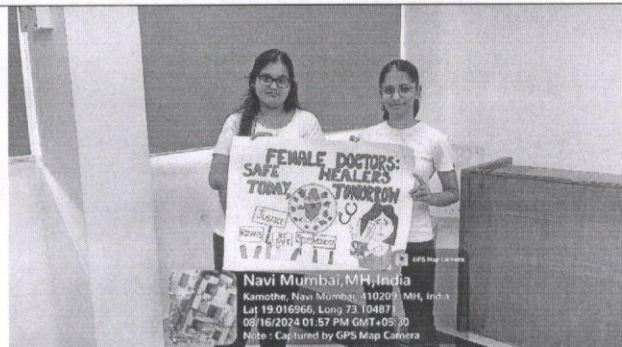 FEMALE DOCTORS:
SAFE HEALERS
TODAY, TOMORROW
JUSTICE
BE
SAFE
GPS Map Camera
Navi Mumbai, MH, India
Kamothe, Navi Mumbai, 410209, MH, India
Lat 19.016966, Long 73.104871
08/16/2024 01:57 PM GMT+05:30
Note : Captured by GPS Map Camera